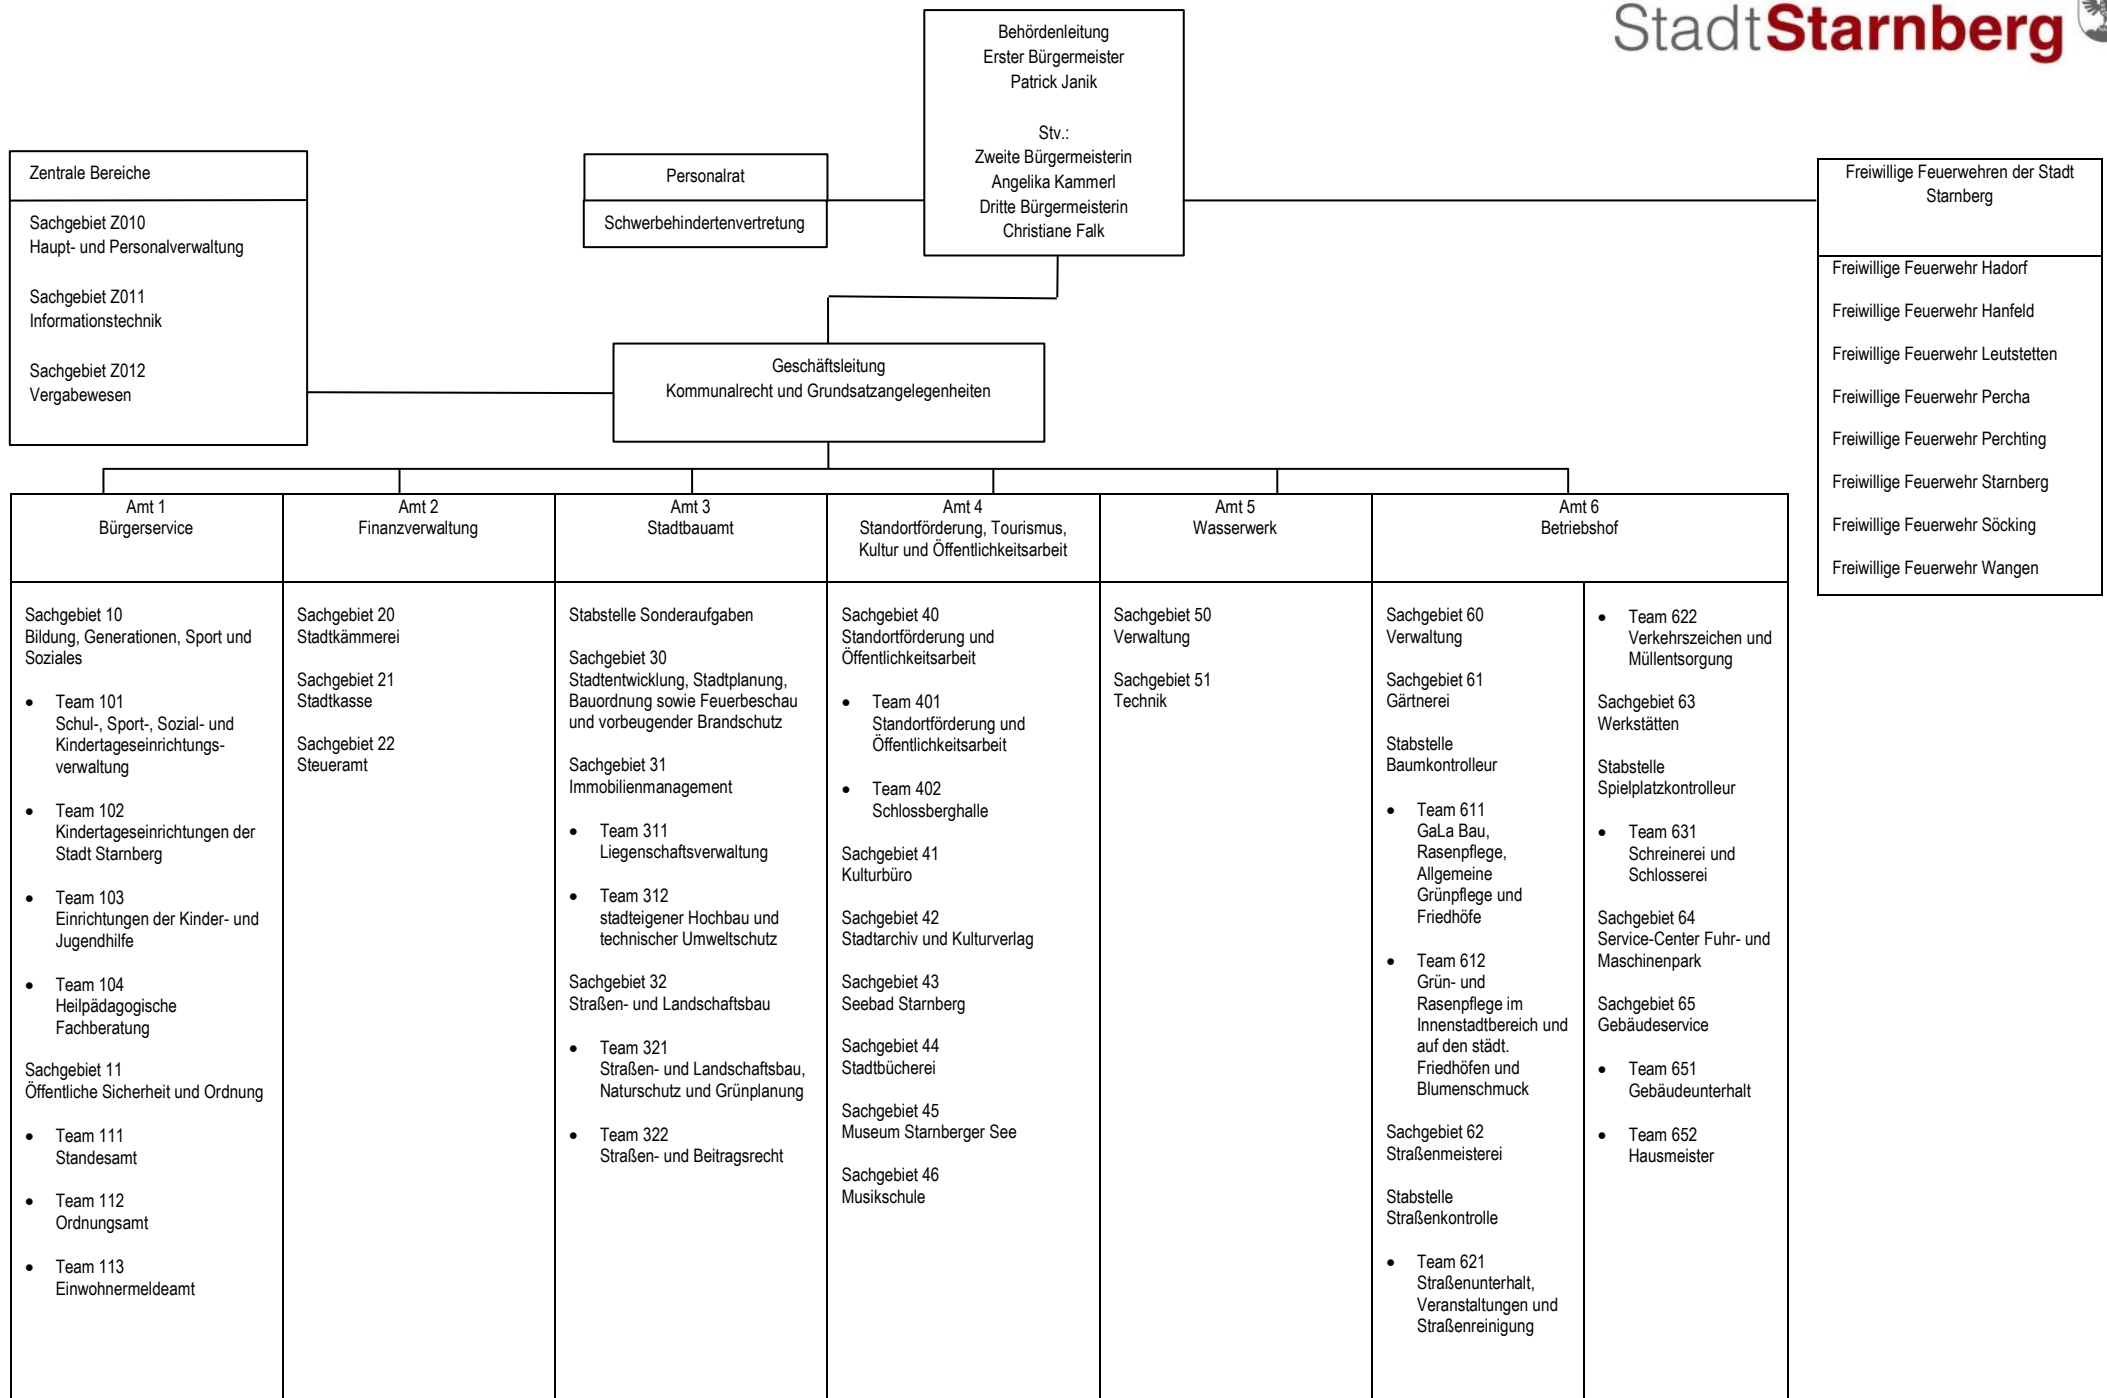 StadtStarnberg
Behördenleitung
Erster Bürgermeister
Patrick Janik
Stv.:
Zweite Bürgermeisterin
Angelika Kammerl
Dritte Bürgermeisterin
Christiane Falk
Zentrale Bereiche
Sachgebiet Z010
Haupt- und Personalverwaltung
Sachgebiet Z011
Informationstechnik
Sachgebiet Z012
Vergabewesen
Personalrat
Schwerbehindertenvertretung
Freiwillige Feuerwehren der Stadt
Starnberg
Freiwillige Feuerwehr Hadorf
Freiwillige Feuerwehr Hanfeld
Freiwillige Feuerwehr Leutstetten
Freiwillige Feuerwehr Percha
Freiwillige Feuerwehr Perchting
Freiwillige Feuerwehr Starnberg
Freiwillige Feuerwehr Söcking
Freiwillige Feuerwehr Wangen
Geschäftsleitung
Kommunalrecht und Grundsatzangelegenheiten
Amt 1
Bürgerservice
Sachgebiet 10
Bildung, Generationen, Sport und
Soziales
• Team 101
Schul-, Sport-, Sozial- und
Kindertageseinrichtungs-
verwaltung
• Team 102
Kindertageseinrichtungen der
Stadt Starnberg
• Team 103
Einrichtungen der Kinder- und
Jugendhilfe
• Team 104
Heilpädagogische
Fachberatung
Sachgebiet 11
Öffentliche Sicherheit und Ordnung
• Team 111
Standesamt
• Team 112
Ordnungsamt
• Team 113
Einwohnermeldeamt
Amt 2
Finanzverwaltung
Sachgebiet 20
Stadtkämmerei
Sachgebiet 21
Stadtkasse
Sachgebiet 22
Steueramt
Amt 3
Stadtbauamt
Stabstelle Sonderaufgaben
Sachgebiet 30
Stadtentwicklung, Stadtplanung,
Bauordnung sowie Feuerbeschau
und vorbeugender Brandschutz
Sachgebiet 31
Immobilienmanagement
• Team 311
Liegenschaftsverwaltung
• Team 312
stadteigener Hochbau und
technischer Umweltschutz
Sachgebiet 32
Straßen- und Landschaftsbau
• Team 321
Straßen- und Landschaftsbau,
Naturschutz und Grünplanung
• Team 322
Straßen- und Beitragsrecht
Amt 4
Standortförderung, Tourismus,
Kultur und Öffentlichkeitsarbeit
Sachgebiet 40
Standortförderung und
Öffentlichkeitsarbeit
• Team 401
Standortförderung und
Öffentlichkeitsarbeit
• Team 402
Schlossberghalle
Sachgebiet 41
Kulturbüro
Sachgebiet 42
Stadtarchiv und Kulturverlag
Sachgebiet 43
Seebad Starnberg
Sachgebiet 44
Stadtbücherei
Sachgebiet 45
Museum Starnberger See
Sachgebiet 46
Musikschule
Amt 5
Wasserwerk
Sachgebiet 50
Verwaltung
Sachgebiet 51
Technik
Amt 6
Betriebshof
Sachgebiet 60
Verwaltung
Sachgebiet 61
Gärtnerei
Stabstelle
Baumkontrolleur
• Team 611
GaLa Bau,
Rasenpflege,
Allgemeine
Grünpflege und
Friedhöfe
• Team 612
Grün- und
Rasenpflege im
Innenstadtbereich und
auf den städt.
Friedhöfen und
Blumenschmuck
Sachgebiet 62
Straßenmeisterei
Stabstelle
Straßenkontrolle
• Team 621
Straßenunterhalt,
Veranstaltungen und
Straßenreinigung
• Team 622
Verkehrszeichen und
Müllentsorgung
Sachgebiet 63
Werkstätten
Stabstelle
Spielplatzkontrolleur
• Team 631
Schreinerei und
Schlosserei
Sachgebiet 64
Service-Center Fuhr- und
Maschinenpark
Sachgebiet 65
Gebäudeservice
• Team 651
Gebäudeunterhalt
• Team 652
Hausmeister